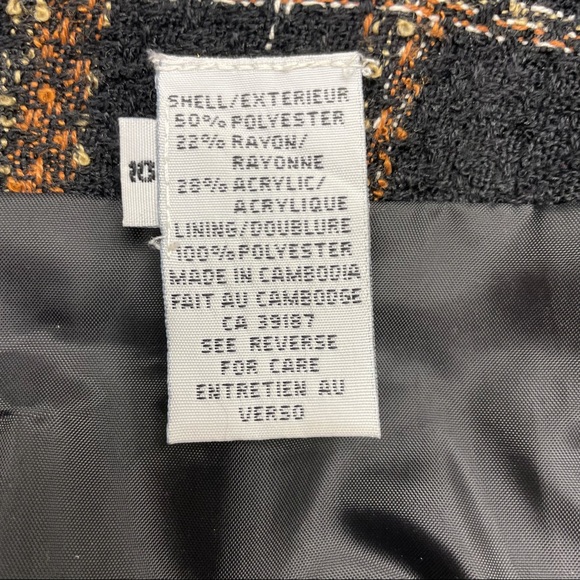 SHELL/EXTERIEUR
50% POLYESTER
22% RAYON/
RAYONNE
28% ACRYLIC/
ACRYLIQUE
LINING/DOUBLURE
100% POLYESTER
MADE IN CAMBODIA
FAIT AU CAMBODGE
CA 39187
SEE REVERSE
FOR CARE
ENTRETIEN AU
VERSO
10